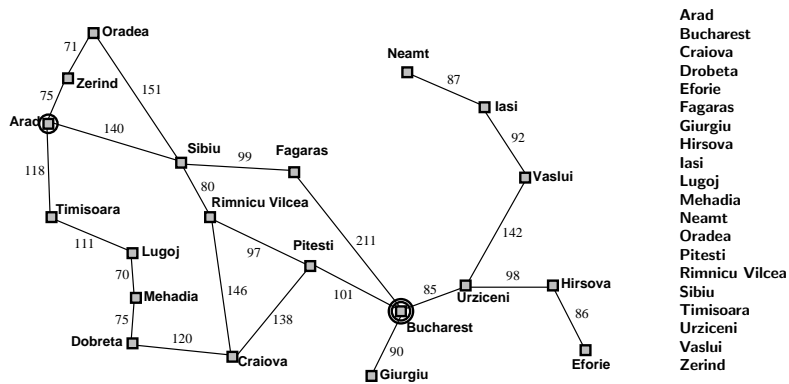 Oradea
71
Neamt
87
Zerind
75
151
Iasi
Arad
140
92
Sibiu
99
Fagaras
118
80
Vaslui
Timisoara
Rimnicu Vilcea
111
Lugoj
97
Pitesti
211
142
70
98
Hirsova
Mehadia
146
101
85
Urziceni
75
138
86
Bucharest
Dobreta
120
Craiova
90
Eforie
Giurgiu
Arad
Bucharest
Craiova
Drobeta
Eforie
Fagaras
Giurgiu
Hirsova
Iasi
Lugoj
Mehadia
Neamt
Oradea
Pitesti
Rimnicu Vilcea
Sibiu
Timisoara
Urziceni
Vaslui
Zerind